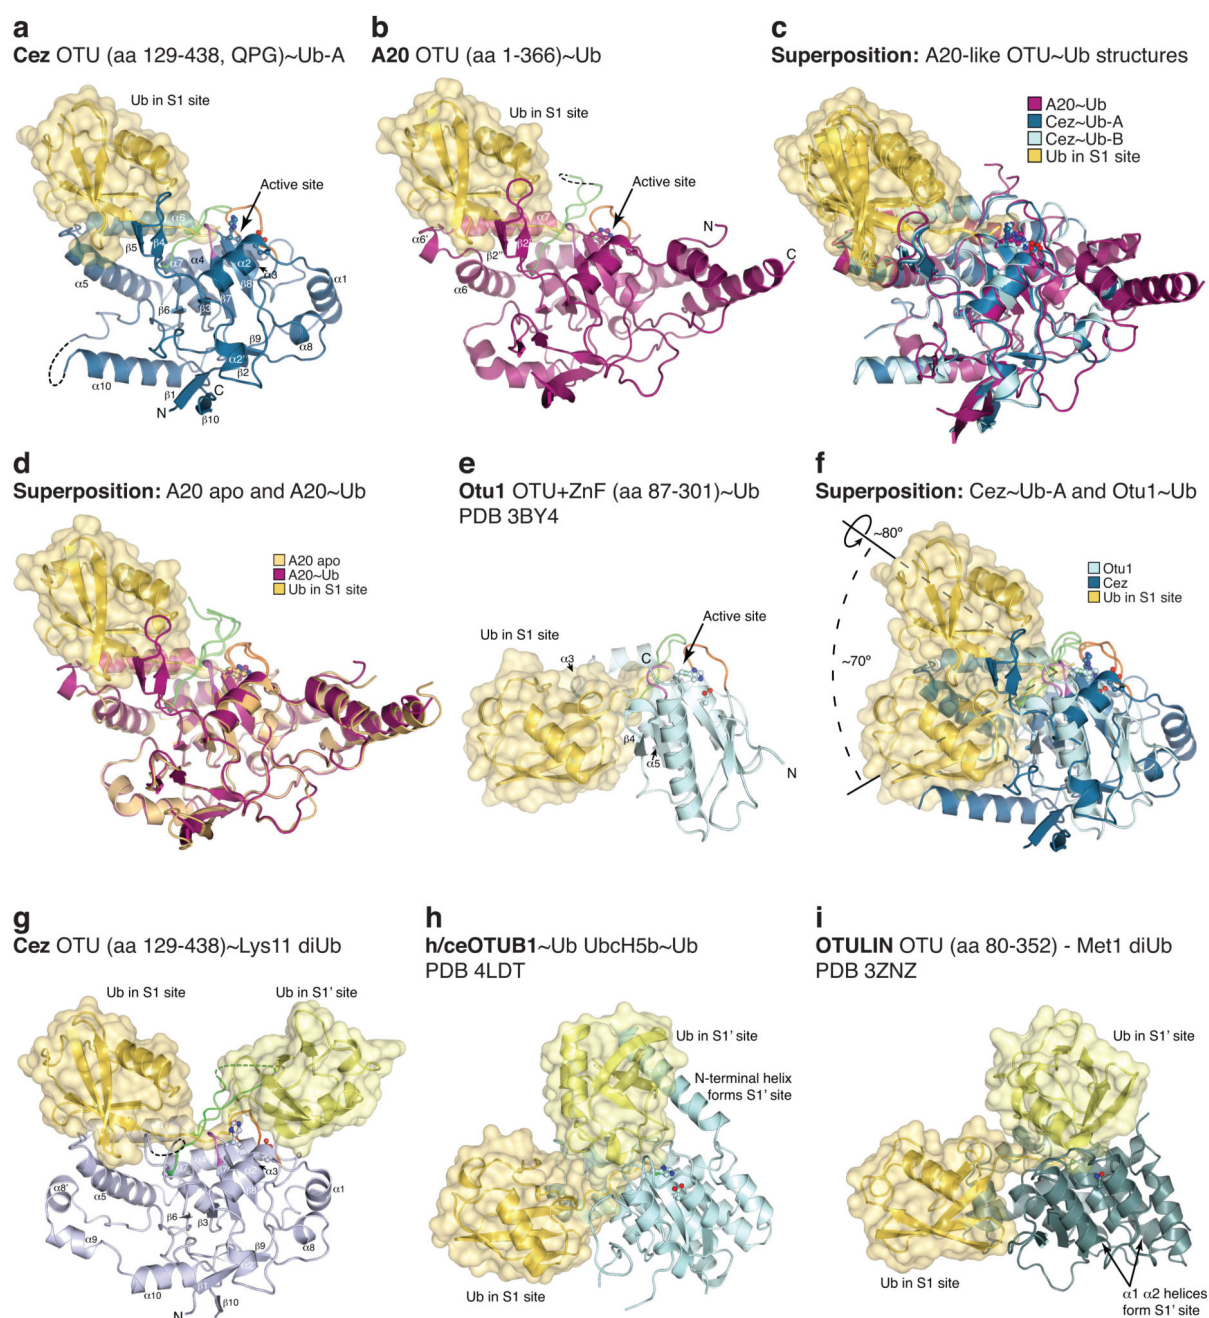 a
Cez OTU (aa 129-438, QPG)~Ub-A
Ub in S1 site
Active site
α6
β5
β4
α7
α4
α2
α3
α5
α1
β6
β3
β7
β8
β9
α8
α2'
β2
α10
β1
C
N
β10
b
A20 OTU (aa 1-366)~Ub
Ub in S1 site
Active site
α7
N
α6'
β2'
β2''
C
α6
c
Superposition: A20-like OTU~Ub structures
A20~Ub
Cez~Ub-A
Cez~Ub-B
Ub in S1 site
d
Superposition: A20 apo and A20~Ub
A20 apo
A20~Ub
Ub in S1 site
e
Otu1 OTU+ZnF (aa 87-301)~Ub
PDB 3BY4
Active site
Ub in S1 site
α3
C
β4
α5
N
f
Superposition: Cez~Ub-A and Otu1~Ub
~80º
Otu1
Cez
Ub in S1 site
~70º
g
Cez OTU (aa 129-438)~Lys11 diUb
Ub in S1 site
Ub in S1' site
α8'
α5
α2
α3
α1
β6
β3
α9
β9
α8
α10
β1
β10
N
h
h/ceOTUB1~Ub UbcH5b~Ub
PDB 4LDT
Ub in S1' site
N-terminal helix
forms S1' site
Ub in S1 site
i
OTULIN OTU (aa 80-352) - Met1 diUb
PDB 3ZNZ
Ub in S1' site
Ub in S1 site
α1 α2 helices
form S1' site